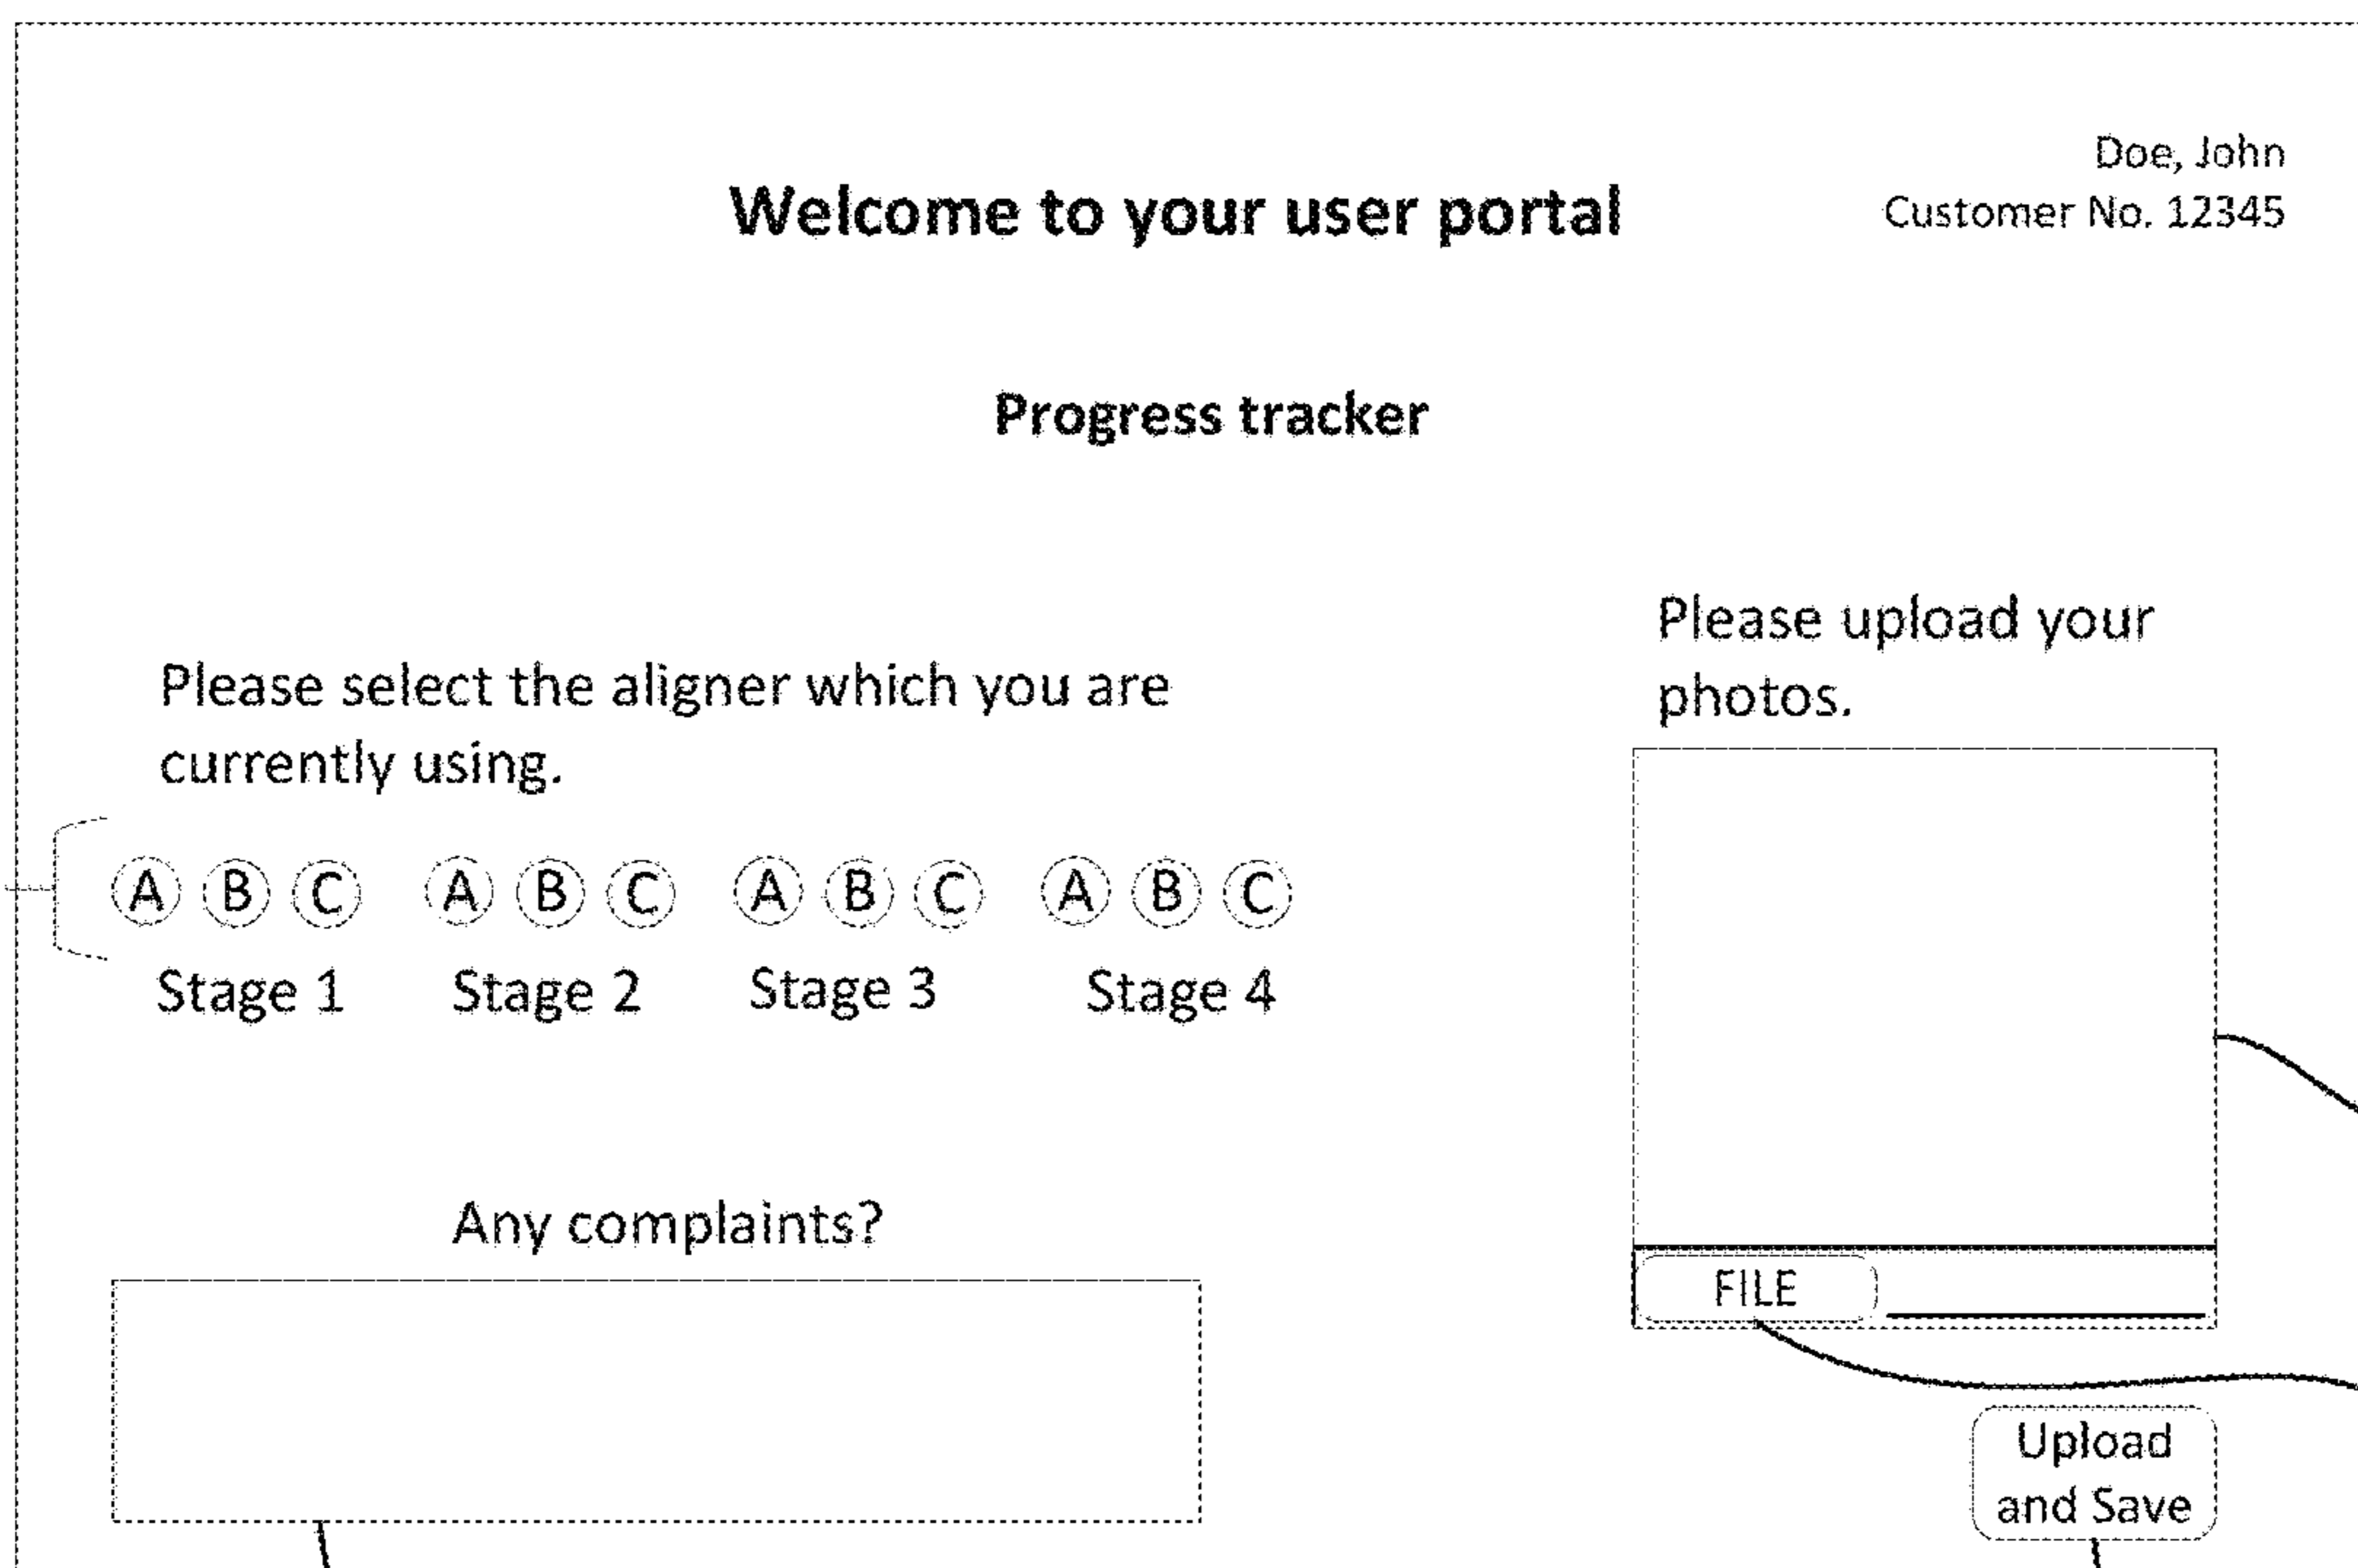 Doe, John
Welcome to your user portal
Customer No. 12345
Progress tracker
Please select the aligner which you are
currently using.
A B C A B C A B C A B C
Stage 1 Stage 2 Stage 3 Stage 4
Any complaints?
Please upload your
photos.
FILE
Upload
and Save